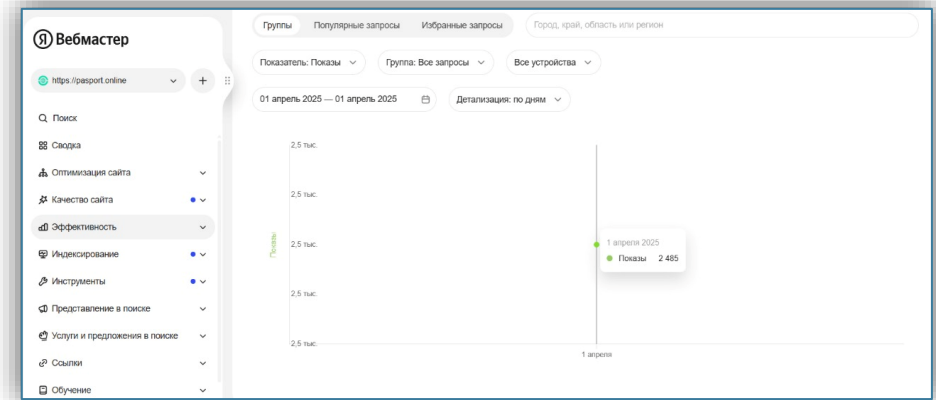 Я Вебмастер
https://pasport.online
Поиск
Сводка
Оптимизация сайта
Качество сайта
Эффективность
Индексирование
Инструменты
Представление в поиске
Услуги и предложения в поиске
Ссылки
Обучение
Группы Популярные запросы Избранные запросы Город, край, область или регион
Показатель: Показы Группа: Все запросы Все устройства
01 апрель 2025 — 01 апрель 2025 Детализация: по дням
Показы
2,5 тыс.
2,5 тыс.
2,5 тыс.
2,5 тыс.
2,5 тыс.
1 апреля 2025
Показы 2 485
1 апреля